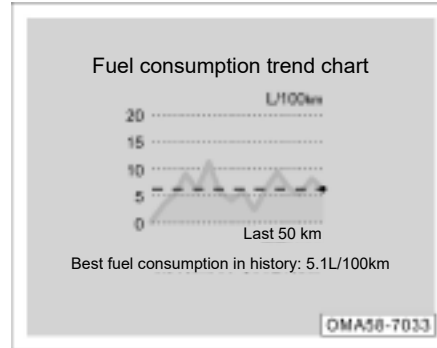 Fuel consumption trend chart
L/100km
20
15
10
5
0
Last 50 km
Best fuel consumption in history: 5.1L/100km
OMA58-7033